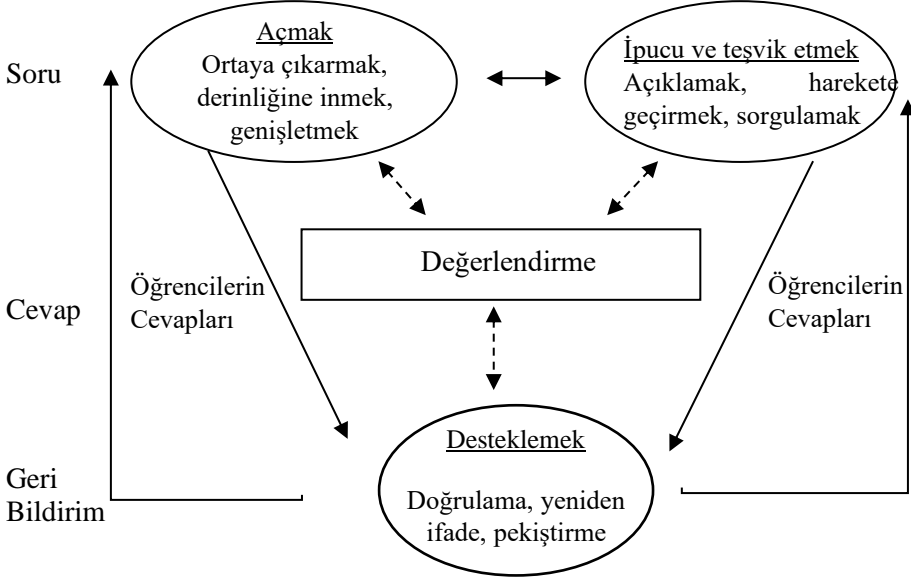 Soru
Açmak
Ortaya çıkarmak,
derinliğine inmek,
genişletmek
İpucu ve teşvik etmek
Açıklamak, harekete
geçirmek, sorgulamak
Değerlendirme
Cevap
Öğrencilerin
Cevapları
Öğrencilerin
Cevapları
Geri
Bildirim
Desteklemek
Doğrulama, yeniden
ifade, pekiştirme